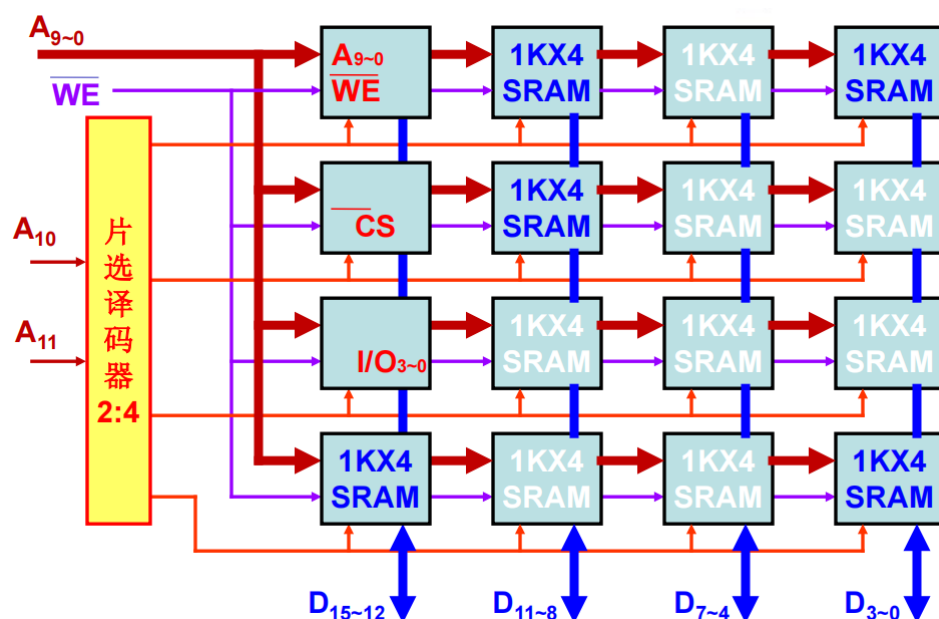 A9~0
WE
A10
A11
片选译码器
2:4
A9~0
WE
1KX4
SRAM
1KX4
SRAM
1KX4
SRAM
CS
1KX4
SRAM
1KX4
SRAM
1KX4
SRAM
I/O3~0
1KX4
SRAM
1KX4
SRAM
1KX4
SRAM
1KX4
SRAM
1KX4
SRAM
1KX4
SRAM
1KX4
SRAM
D15~12
D11~8
D7~4
D3~0